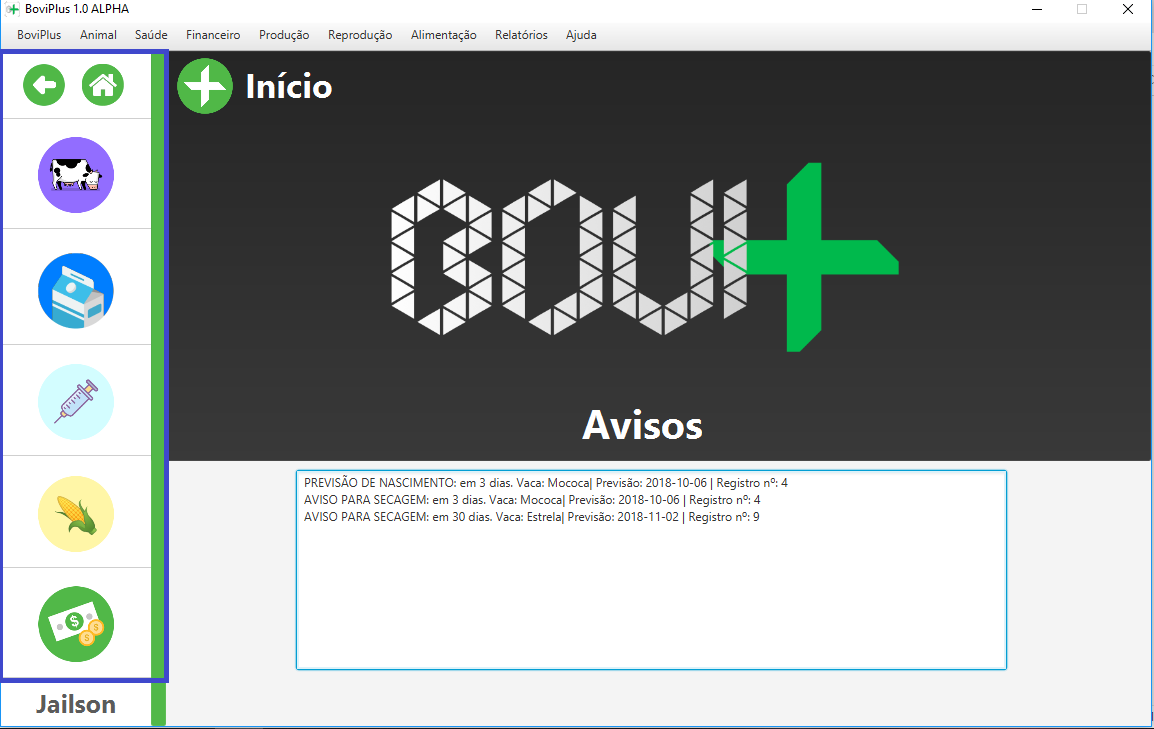 BoviPlus 1.0 ALPHA
BoviPlus Animal Saúde Financeiro Produção Reprodução Alimentação Relatórios Ajuda
Início
BOVI
Avisos
PREVISÃO DE NASCIMENTO: em 3 dias. Vaca: Mococa| Previsão: 2018-10-06 | Registro nº: 4
AVISO PARA SECAGEM: em 3 dias. Vaca: Mococa| Previsão: 2018-10-06 | Registro nº: 4
AVISO PARA SECAGEM: em 30 dias. Vaca: Estrela| Previsão: 2018-11-02 | Registro nº: 9
Jailson